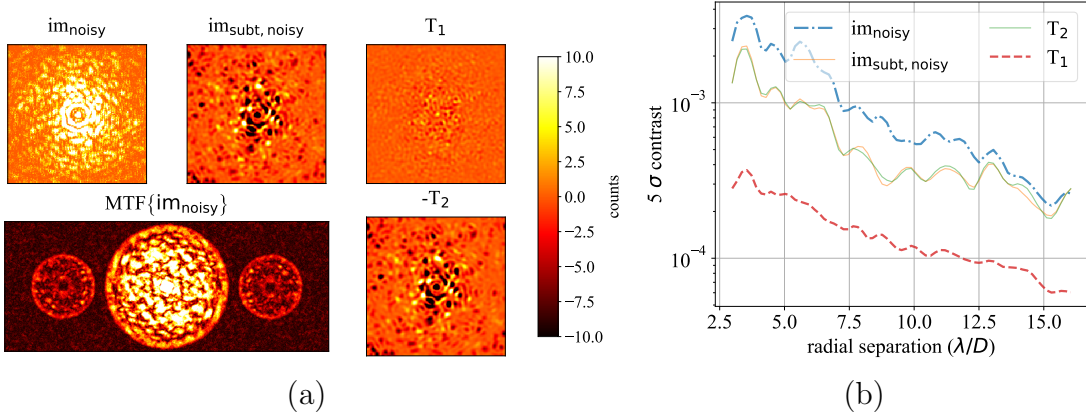 im_noisy
im_subt, noisy
T_1
MTF{im_noisy}
-T_2
10.0
7.5
5.0
2.5
0.0
−2.5
−5.0
−7.5
−10.0
counts
(a)
im_noisy
im_subt, noisy
T_2
T_1
10^−3
10^−4
5 σ contrast
2.5
5.0
7.5
10.0
12.5
15.0
radial separation (λ/D)
(b)